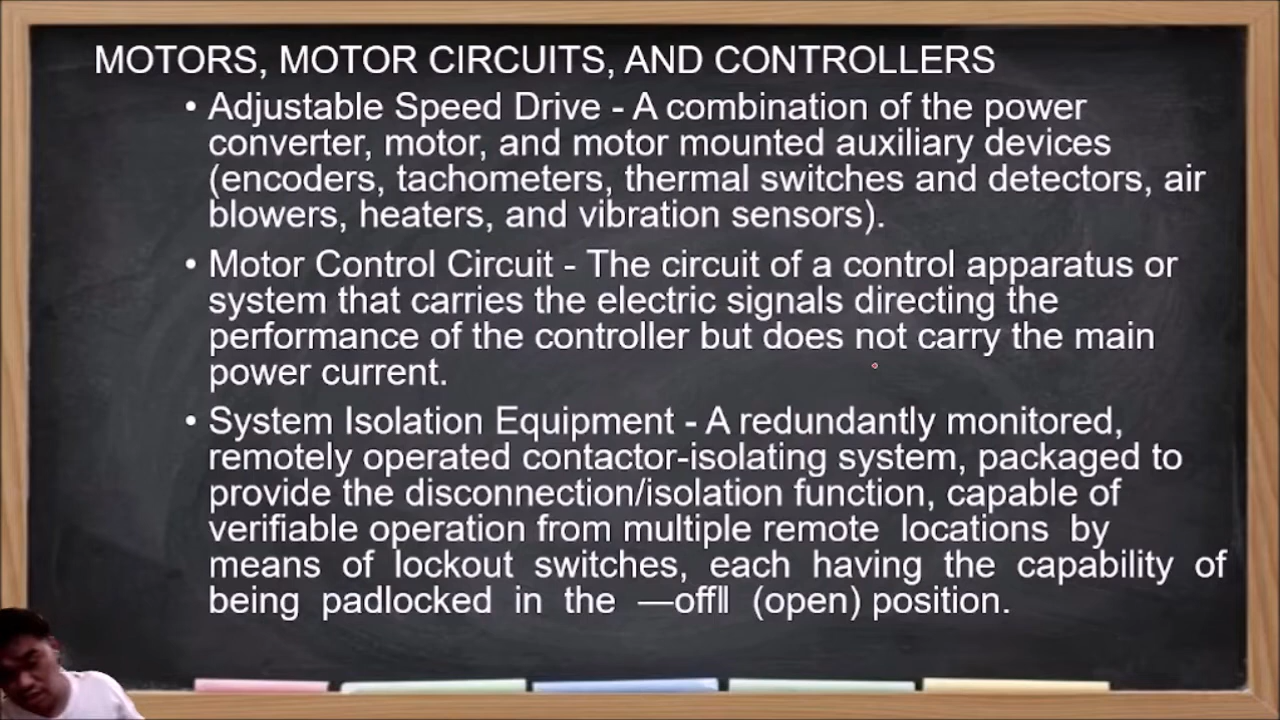 MOTORS, MOTOR CIRCUITS, AND CONTROLLERS
• Adjustable Speed Drive - A combination of the power
converter, motor, and motor mounted auxiliary devices
(encoders, tachometers, thermal switches and detectors, air
blowers, heaters, and vibration sensors).
• Motor Control Circuit - The circuit of a control apparatus or
system that carries the electric signals directing the
performance of the controller but does not carry the main
power current.
• System Isolation Equipment - A redundantly monitored,
remotely operated contactor-isolating system, packaged to
provide the disconnection/isolation function, capable of
verifiable operation from multiple remote locations by
means of lockout switches, each having the capability of
being padlocked in the ―off‖ (open) position.